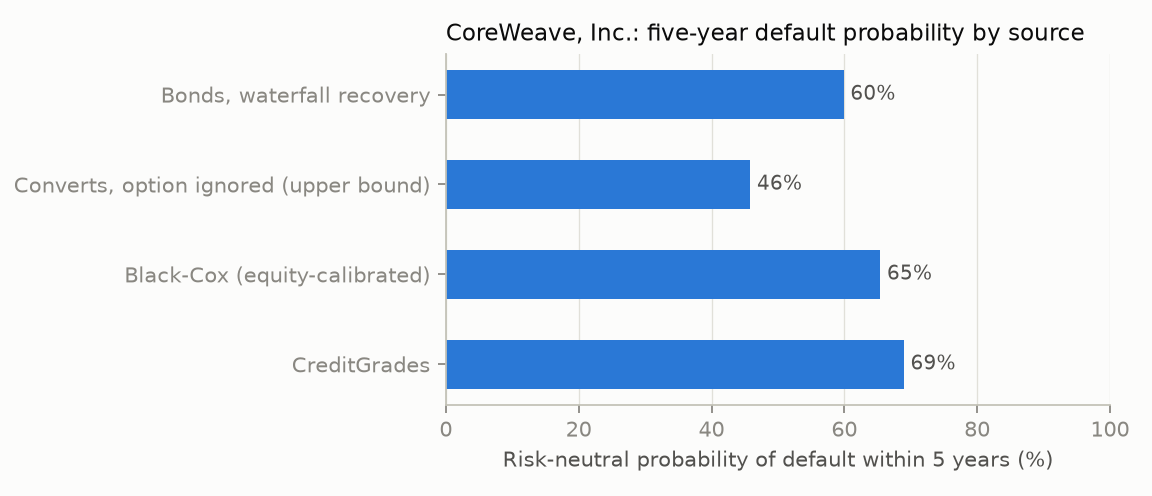 CoreWeave, Inc.: five-year default probability by source
Bonds, waterfall recovery
60%
Converts, option ignored (upper bound)
46%
Black-Cox (equity-calibrated)
65%
CreditGrades
69%
0 20 40 60 80 100
Risk-neutral probability of default within 5 years (%)